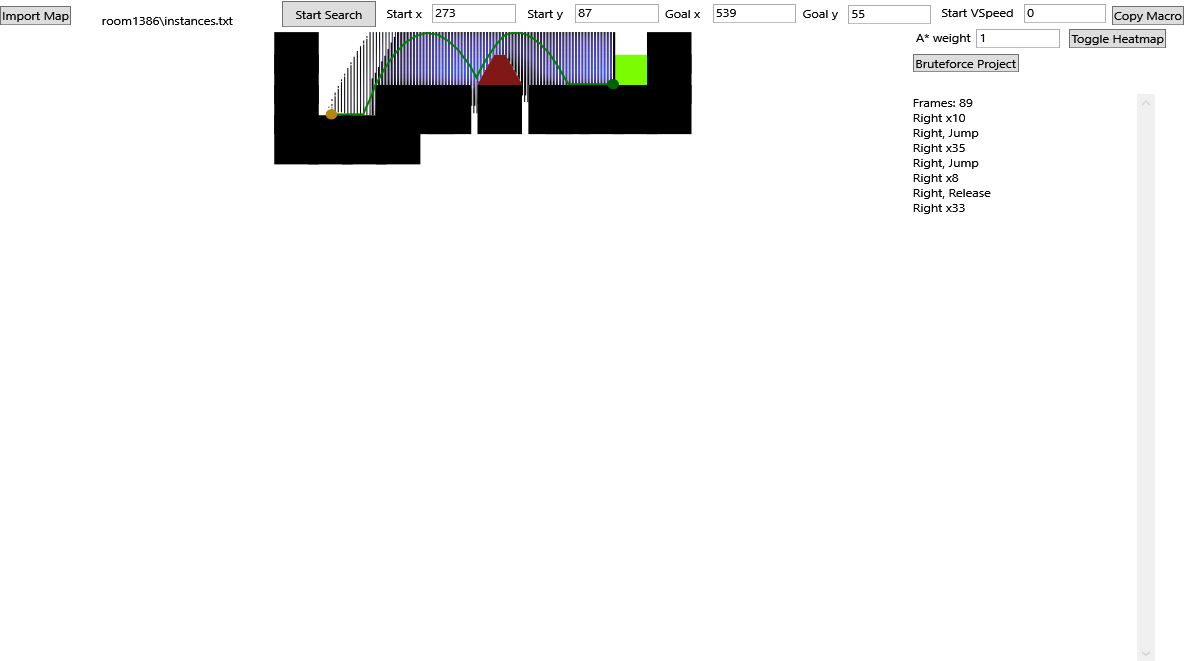 Import Map
room1386\instances.txt
Start Search
Start x 273
Start y 87
Goal x 539
Goal y 55
Start VSpeed 0
Copy Macro
A* weight 1
Toggle Heatmap
Bruteforce Project
Frames: 89
Right x10
Right, Jump
Right x35
Right, Jump
Right x8
Right, Release
Right x33